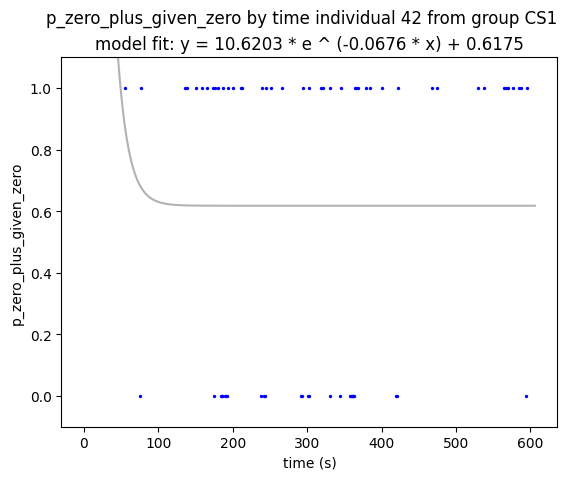 p_zero_plus_given_zero by time individual 42 from group CS1
model fit: y = 10.6203 * e ^ (-0.0676 * x) + 0.6175
1.0
0.8
0.6
0.4
0.2
0.0
p_zero_plus_given_zero
0 100 200 300 400 500 600
time (s)